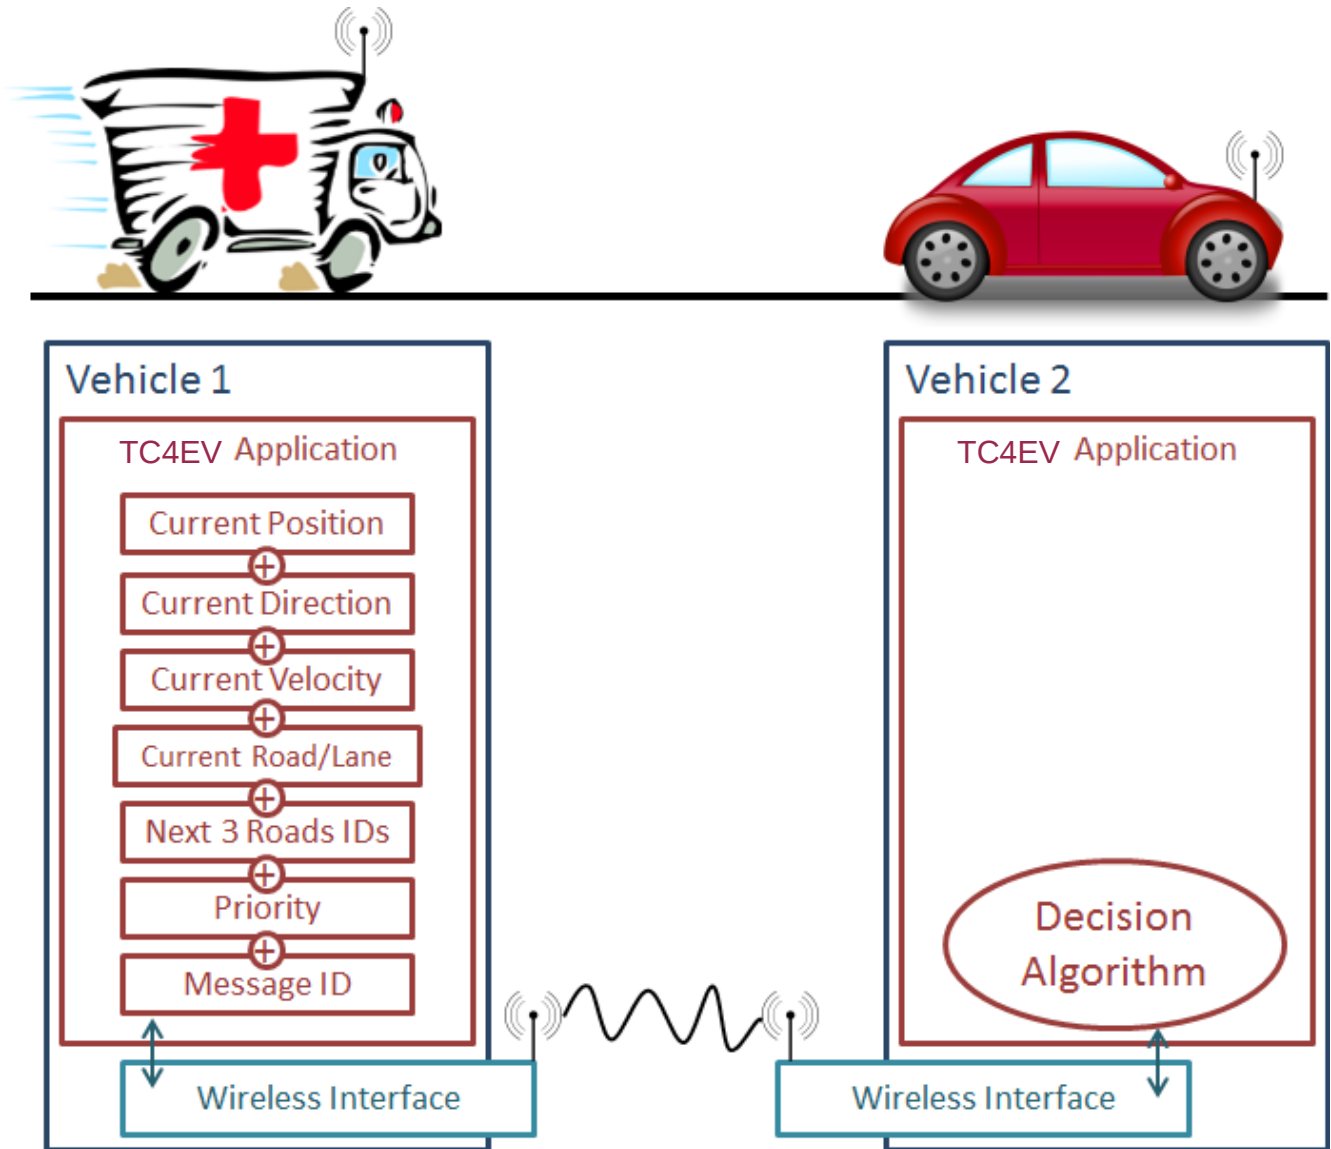 Vehicle 1
TC4EV Application
Current Position
Current Direction
Current Velocity
Current Road/Lane
Next 3 Roads IDs
Priority
Message ID
Wireless Interface
Vehicle 2
TC4EV Application
Decision
Algorithm
Wireless Interface